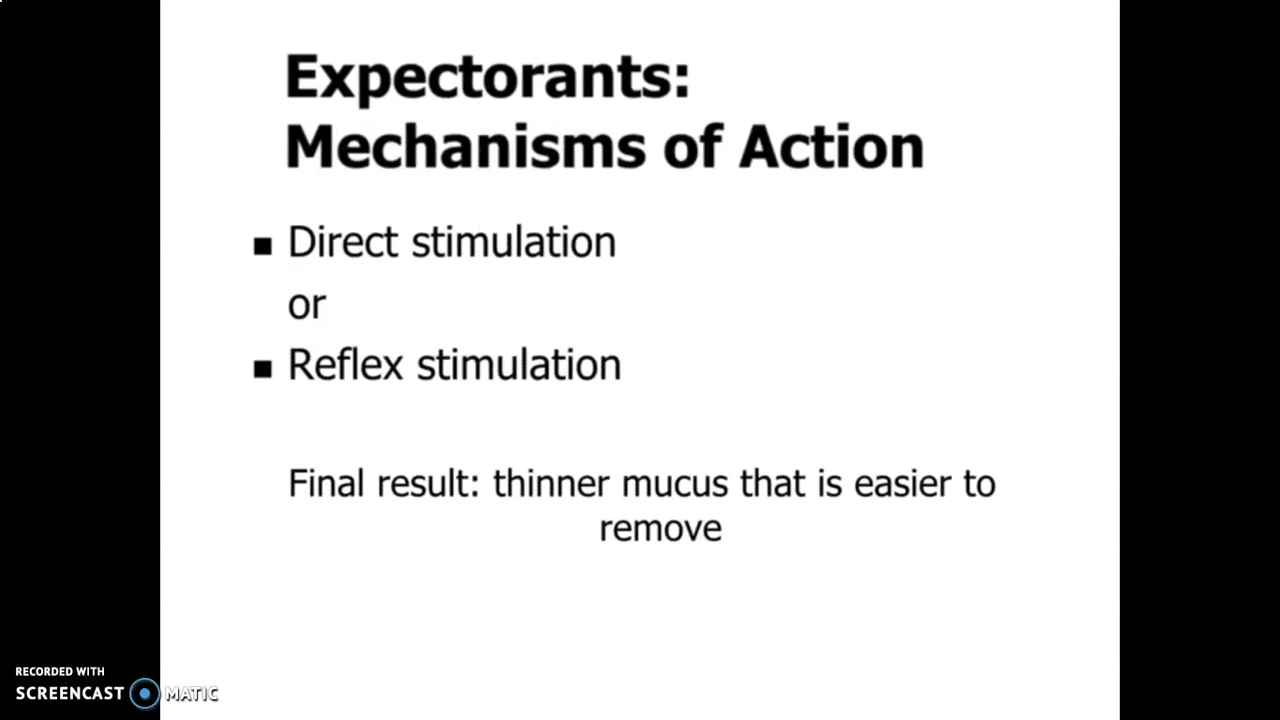 Expectorants:
Mechanisms of Action
■ Direct stimulation
or
■ Reflex stimulation
Final result: thinner mucus that is easier to
remove
RECORDED WITH
SCREENCAST MATIC